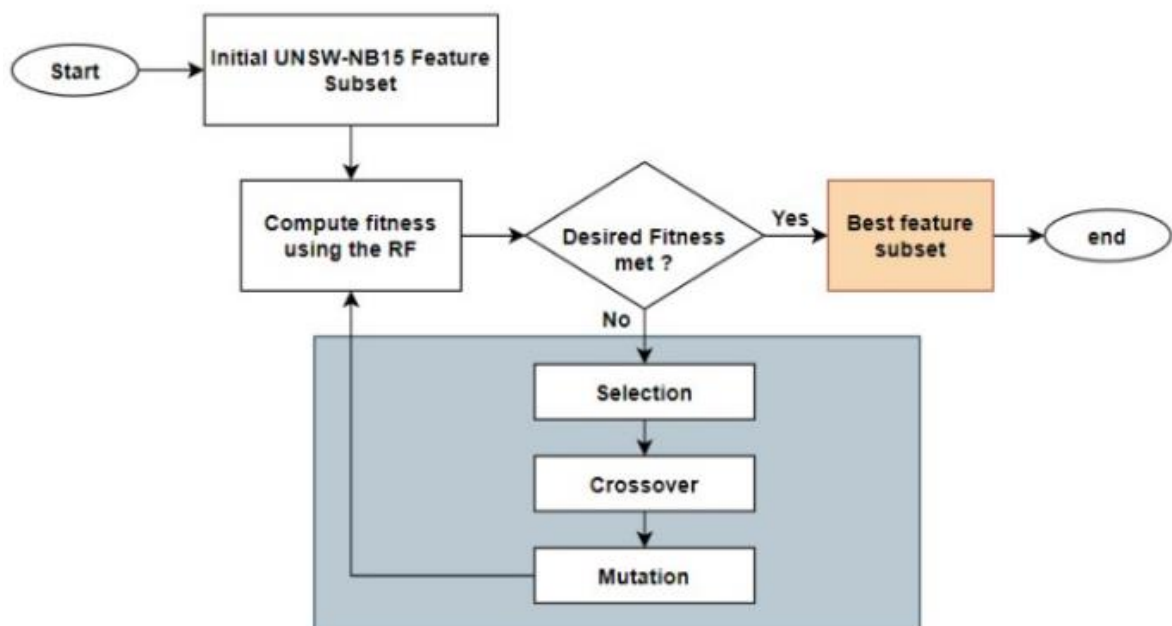 Start
Initial UNSW-NB15 Feature
Subset
Compute fitness
using the RF
Desired Fitness
met ?
Yes
Best feature
subset
end
No
Selection
Crossover
Mutation